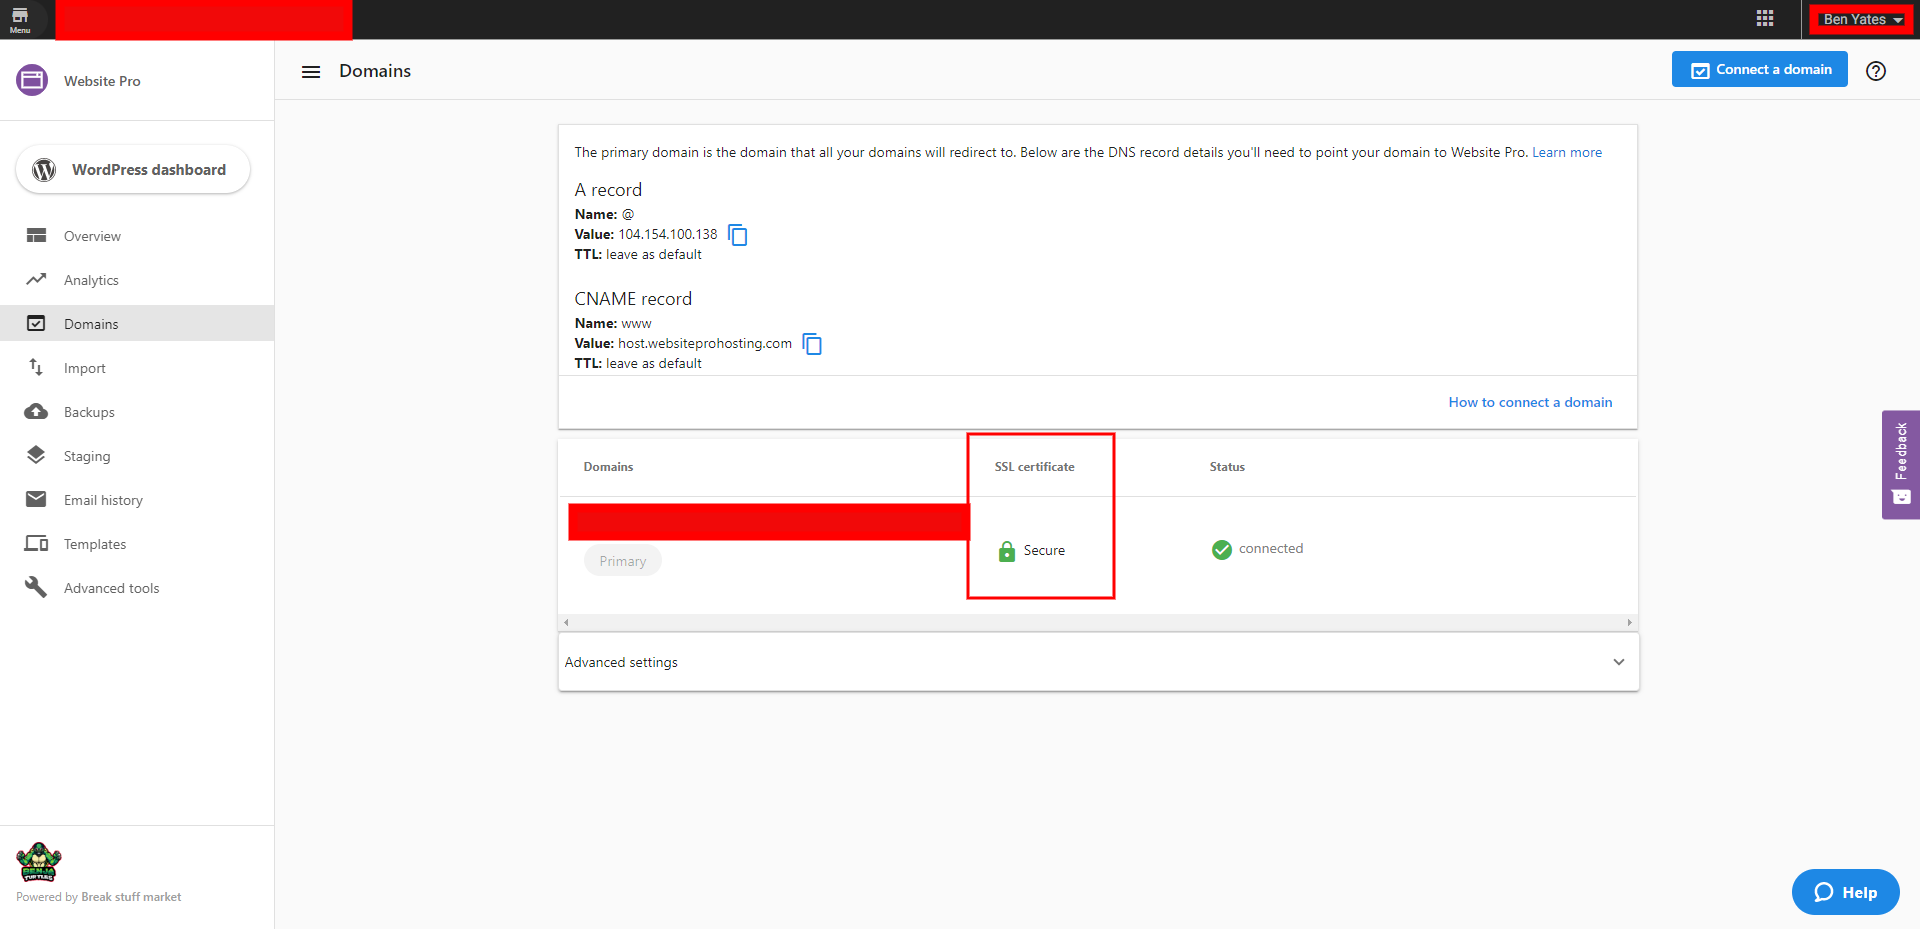 Menu
Ben Yates
Website Pro
Domains
Connect a domain
WordPress dashboard
Overview
Analytics
Domains
Import
Backups
Staging
Email history
Templates
Advanced tools
The primary domain is the domain that all your domains will redirect to. Below are the DNS record details you'll need to point your domain to Website Pro. Learn more
A record
Name: @
Value: 104.154.100.138
TTL: leave as default
CNAME record
Name: www
Value: host.websiteprohosting.com
TTL: leave as default
How to connect a domain
Domains SSL certificate Status
Primary
Secure
connected
Advanced settings
Feedback
BENJA
TURTLES
Powered by Break stuff market
Help